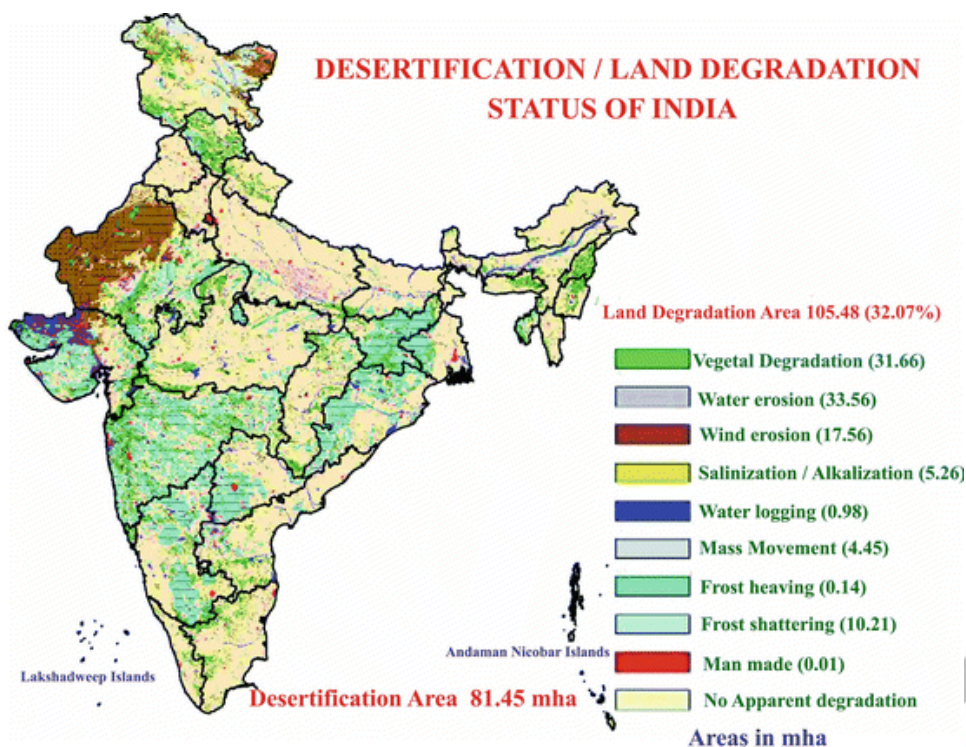 DESERTIFICATION / LAND DEGRADATION
STATUS OF INDIA
Land Degradation Area 105.48 (32.07%)
Vegetal Degradation (31.66)
Water erosion (33.56)
Wind erosion (17.56)
Salinization / Alkalization (5.26)
Water logging (0.98)
Mass Movement (4.45)
Frost heaving (0.14)
Frost shattering (10.21)
Man made (0.01)
No Apparent degradation
Andaman Nicobar Islands
Lakshadweep Islands
Desertification Area 81.45 mha
Areas in mha